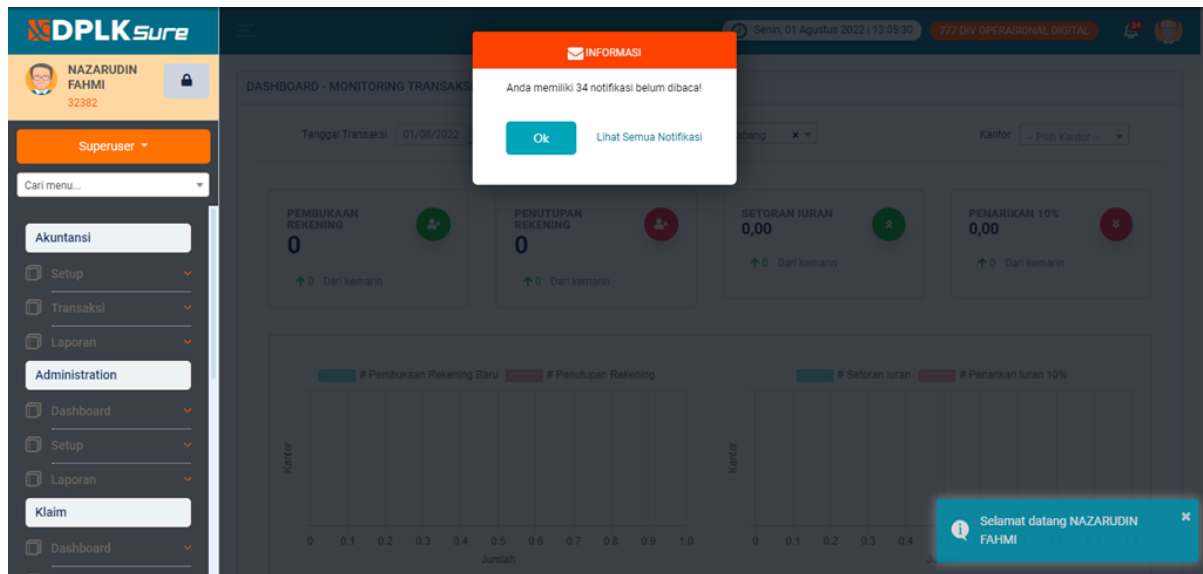 DPLKSure
NAZARUDIN
FAHMI
32382
Superuser
Cari menu...
Akuntansi
Setup
Transaksi
Laporan
Administration
Dashboard
Setup
Laporan
Klaim
Dashboard
Senin, 01 Agustus 2022 | 13:05:30
777:DIV OPERASIONAL DIGITAL
34
INFORMASI
Anda memiliki 34 notifikasi belum dibaca!
Ok
Lihat Semua Notifikasi
DASHBOARD - MONITORING TRANSAKS
Tanggal Transaksi
01/08/2022
abang
Kantor
-- Pilih Kantor --
PEMBUKAAN
REKENING
0
0 Dari kemarin
PENUTUPAN
REKENING
0
0 Dari kemarin
SETORAN IURAN
0,00
0 Dari kemarin
PENARIKAN 10%
0,00
0 Dari kemarin
# Pembukaan Rekening Baru # Penutupan Rekening
Kantor
0 0.1 0.2 0.3 0.4 0.5 0.6 0.7 0.8 0.9 1.0
Jumlah
# Setoran Iuran # Penarikan Iuran 10%
Kantor
0 0.1 0.2 0.3 0.4
Selamat datang NAZARUDIN
FAHMI